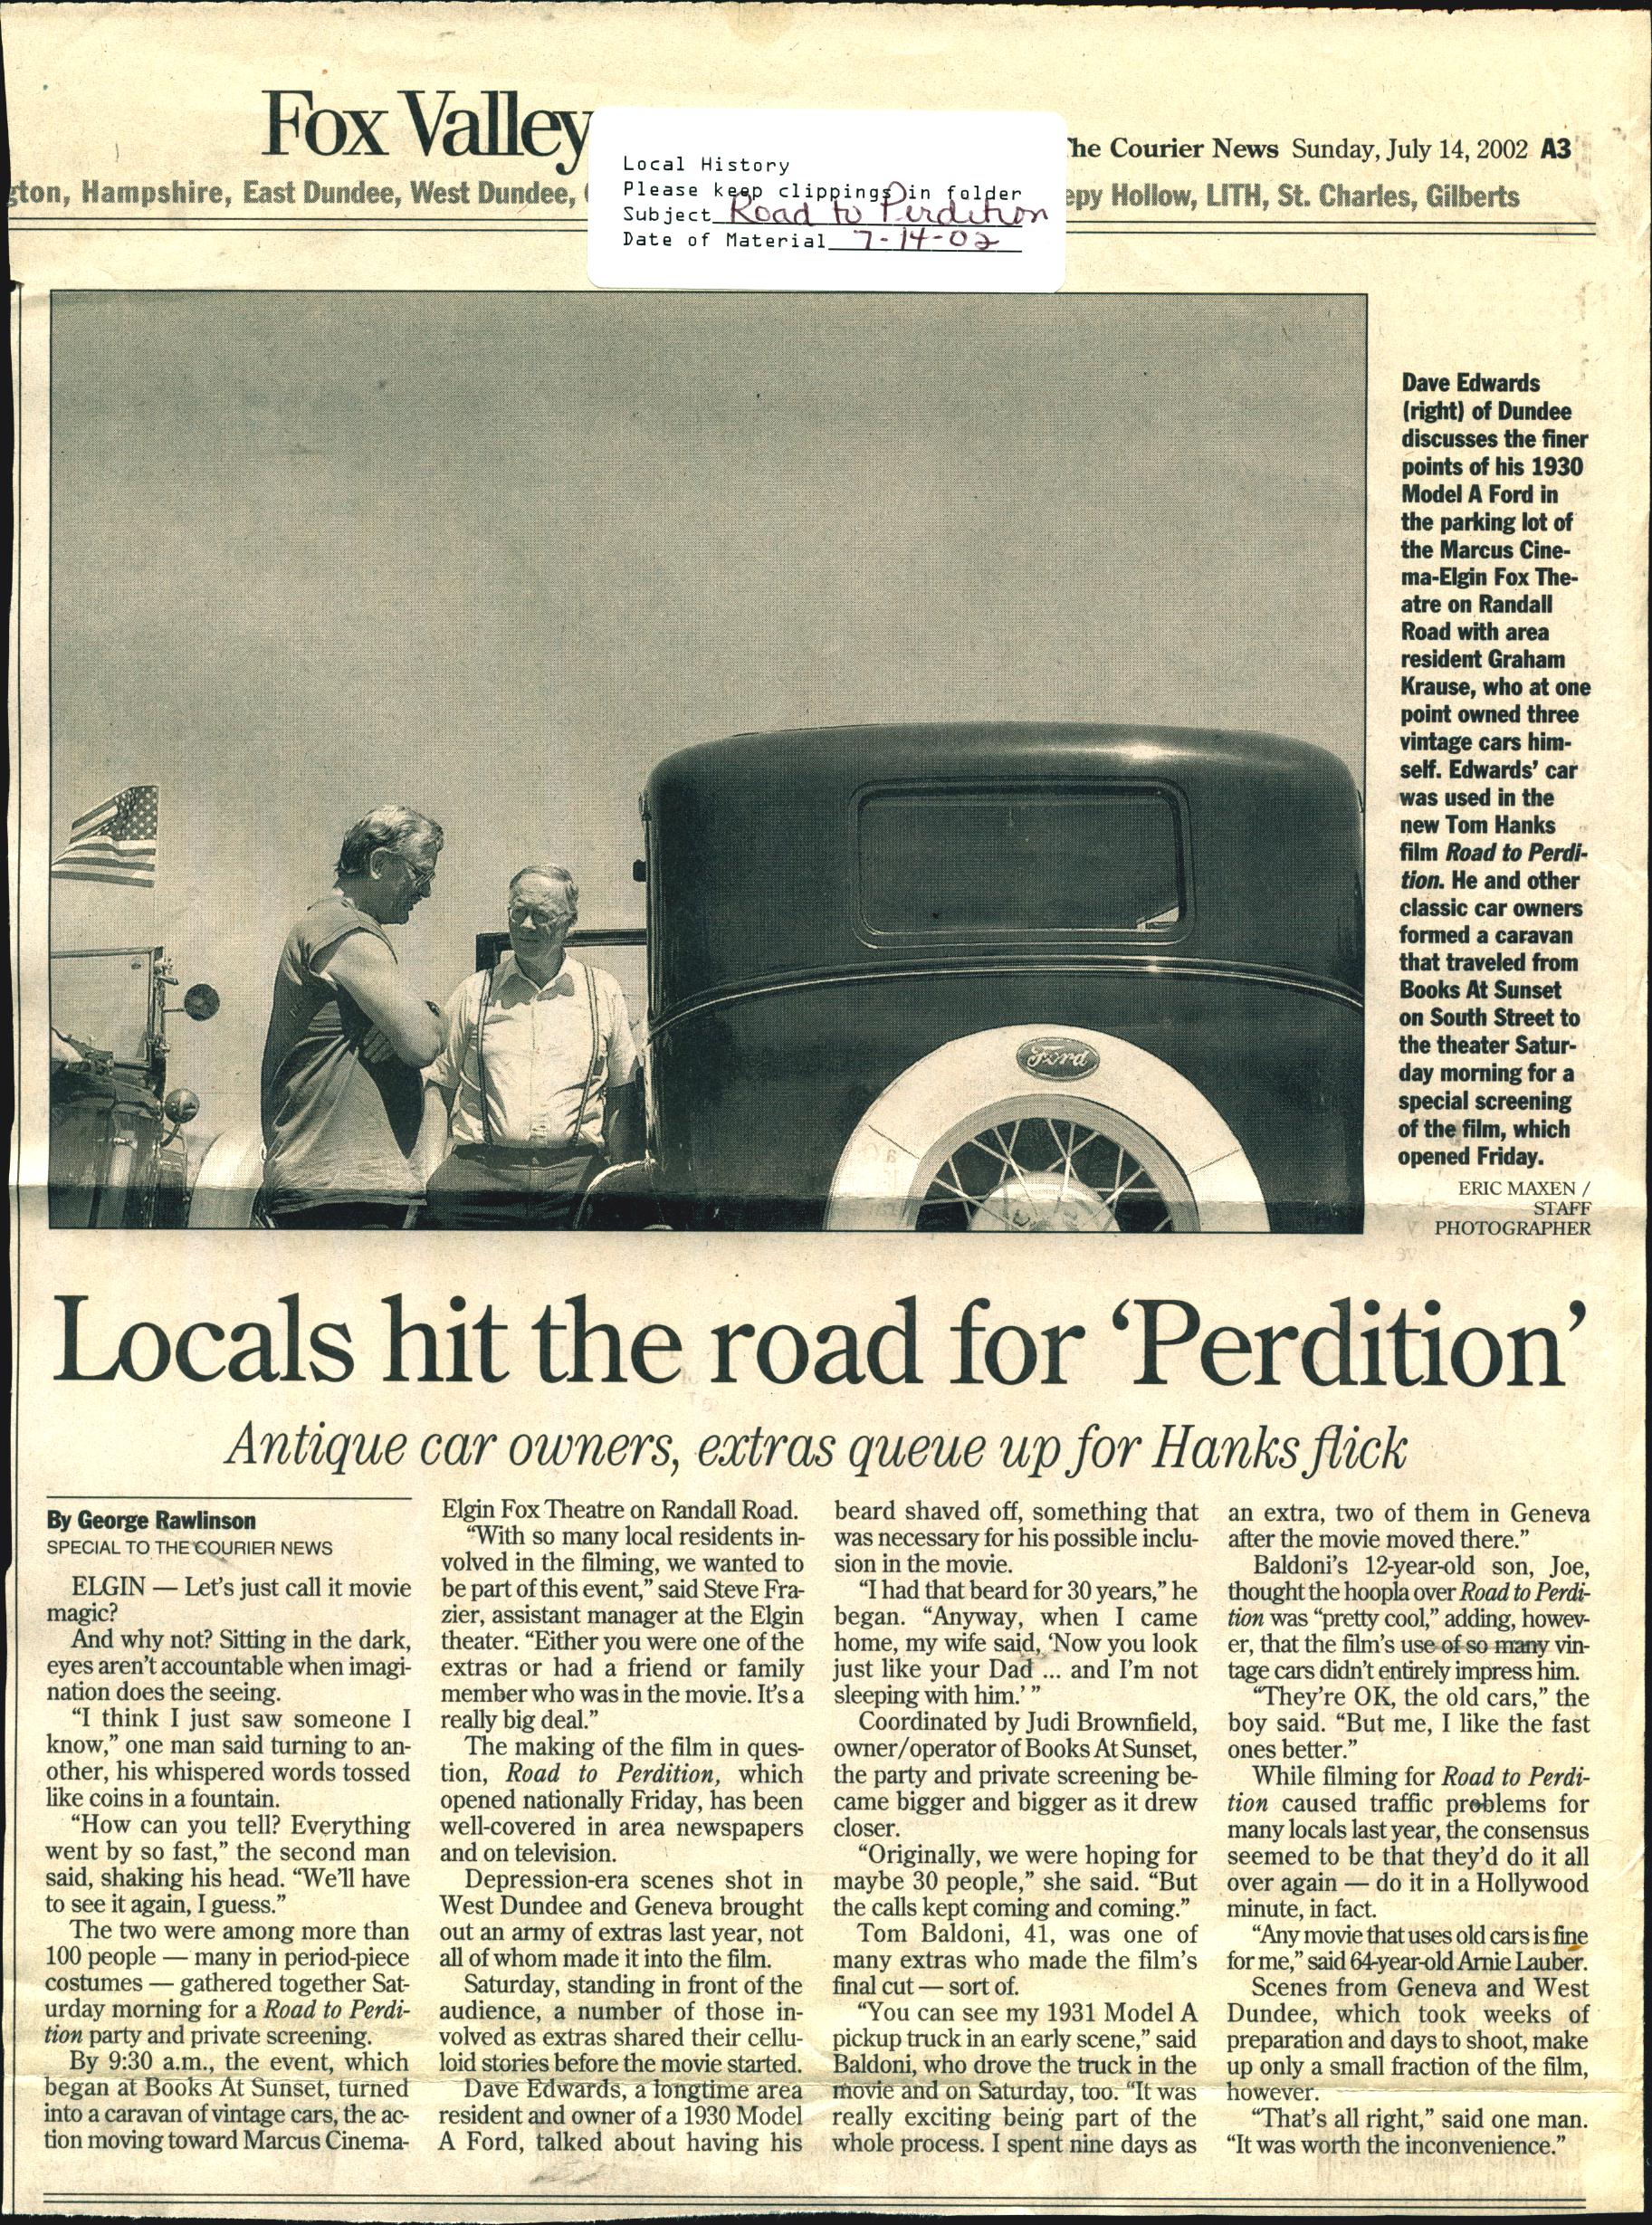 Fox Valley
The Courier News Sunday, July 14, 2002 A3
Hampshire, East Dundee, West Dundee,
LITH, St. Charles, Gilberts
Local History
Please keep clippings in folder
Subject Road to Perdition
Date of Material 7-14-02
Dave Edwards
(right) of Dundee
discusses the finer
points of his 1930
Model A Ford in
the parking lot of
the Marcus Cine-
ma-Elgin Fox The-
atre on Randall
Road with area
resident Graham
Krause, who at one
point owned three
vintage cars him-
self. Edwards' car
was used in the
new Tom Hanks
film Road to Perdi-
tion. He and other
classic car owners
formed a caravan
that traveled from
Books At Sunset
on South Street to
the theater Satur-
day morning for a
special screening
of the film, which
opened Friday.
ERIC MAXEN /
STAFF
PHOTOGRAPHER
Ford
Locals hit the road for ‘Perdition’
Antique car owners, extras queue up for Hanks flick
By George Rawlinson
SPECIAL TO THE COURIER NEWS
ELGIN — Let's just call it movie
magic?
And why not? Sitting in the dark,
eyes aren't accountable when imagi-
nation does the seeing.
“I think I just saw someone I
know,” one man said turning to an-
other, his whispered words tossed
like coins in a fountain.
“How can you tell? Everything
went by so fast,” the second man
said, shaking his head. “We'll have
to see it again, I guess.”
The two were among more than
100 people — many in period-piece
costumes — gathered together Sat-
urday morning for a Road to Perdi-
tion party and private screening.
By 9:30 a.m., the event, which
began at Books At Sunset, turned
into a caravan of vintage cars, the ac-
tion moving toward Marcus Cinema-
Elgin Fox Theatre on Randall Road.
“With so many local residents in-
volved in the filming, we wanted to
be part of this event,” said Steve Fra-
zier, assistant manager at the Elgin
theater. “Either you were one of the
extras or had a friend or family
member who was in the movie. It's a
really big deal.”
The making of the film in ques-
tion, Road to Perdition, which
opened nationally Friday, has been
well-covered in area newspapers
and on television.
Depression-era scenes shot in
West Dundee and Geneva brought
out an army of extras last year, not
all of whom made it into the film.
Saturday, standing in front of the
audience, a number of those in-
volved as extras shared their cellu-
loid stories before the movie started.
Dave Edwards, a longtime area
resident and owner of a 1930 Model
A Ford, talked about having his
beard shaved off, something that
was necessary for his possible inclu-
sion in the movie.
“I had that beard for 30 years,” he
began. “Anyway, when I came
home, my wife said, ‘Now you look
just like your Dad ... and I'm not
sleeping with him.’ ”
Coordinated by Judi Brownfield,
owner/operator of Books At Sunset,
the party and private screening be-
came bigger and bigger as it drew
closer.
“Originally, we were hoping for
maybe 30 people,” she said. “But
the calls kept coming and coming.”
Tom Baldoni, 41, was one of
many extras who made the film's
final cut — sort of.
“You can see my 1931 Model A
pickup truck in an early scene,” said
Baldoni, who drove the truck in the
movie and on Saturday, too. “It was
really exciting being part of the
whole process. I spent nine days as
an extra, two of them in Geneva
after the movie moved there.”
Baldoni's 12-year-old son, Joe,
thought the hoopla over Road to Perdi-
tion was “pretty cool,” adding, howev-
er, that the film's use of so many vin-
tage cars didn't entirely impress him.
“They're OK, the old cars,” the
boy said. “But me, I like the fast
ones better.”
While filming for Road to Perdi-
tion caused traffic problems for
many locals last year, the consensus
seemed to be that they'd do it all
over again — do it in a Hollywood
minute, in fact.
“Any movie that uses old cars is fine
for me,” said 64-year-old Arnie Lauber.
Scenes from Geneva and West
Dundee, which took weeks of
preparation and days to shoot, make
up only a small fraction of the film,
however.
“That's all right,” said one man.
“It was worth the inconvenience.”